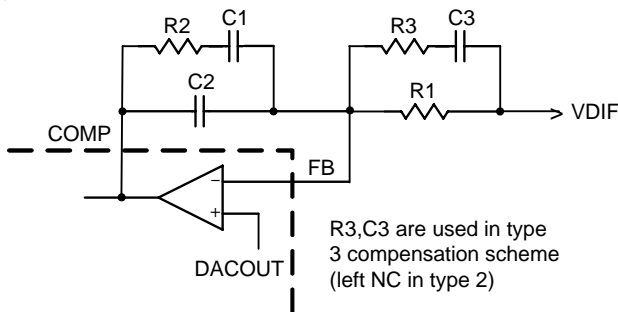 R2 C1 R3 C3
C2 R1
VDIF
COMP
FB
−
+
DACOUT
R3,C3 are used in type
3 compensation scheme
(left NC in type 2)